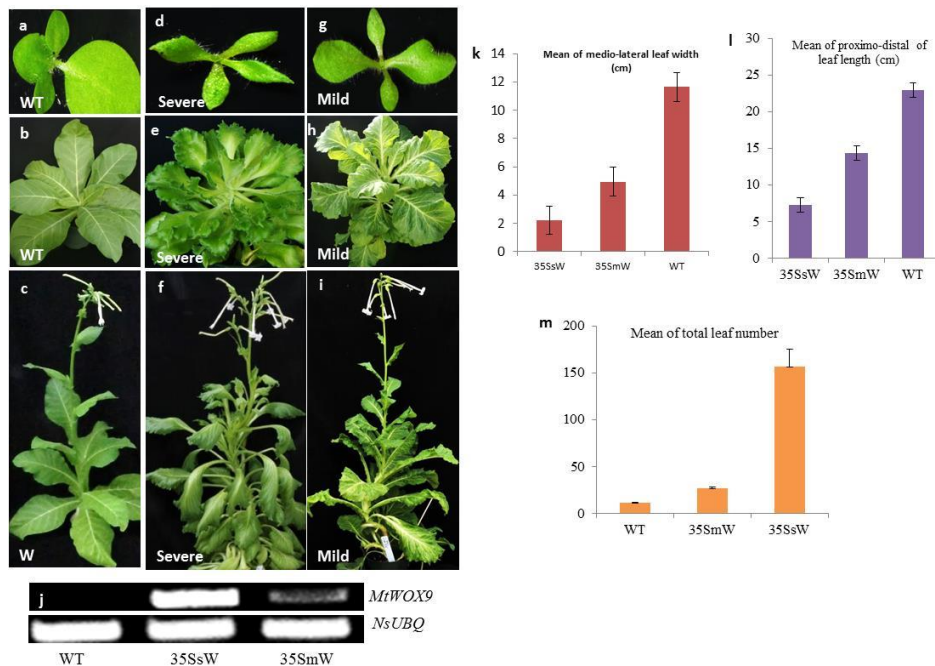 a
WT
d
Severe
g
Mild
b
WT
e
Severe
h
Mild
c
W
f
Severe
i
Mild
j
MtWOX9
NsUBQ
WT 35SsW 35SmW
k
Mean of medio-lateral leaf width
(cm)
14
12
10
8
6
4
2
0
35SsW 35SmW WT
l
Mean of proximo-distal of
leaf length (cm)
30
25
20
15
10
5
0
35SsW 35SmW WT
m
Mean of total leaf number
200
150
100
50
0
WT 35SmW 35SsW